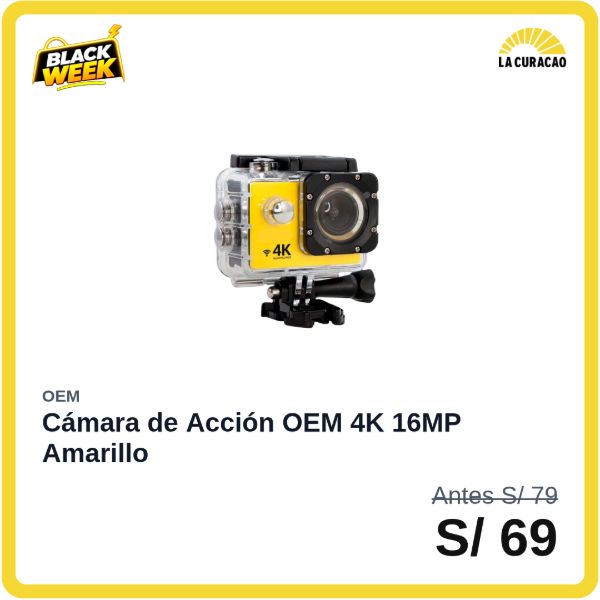 BLACK
WEEK
LA CURACAO
4K
OEM
Cámara de Acción OEM 4K 16MP
Amarillo
Antes S/ 79
S/ 69